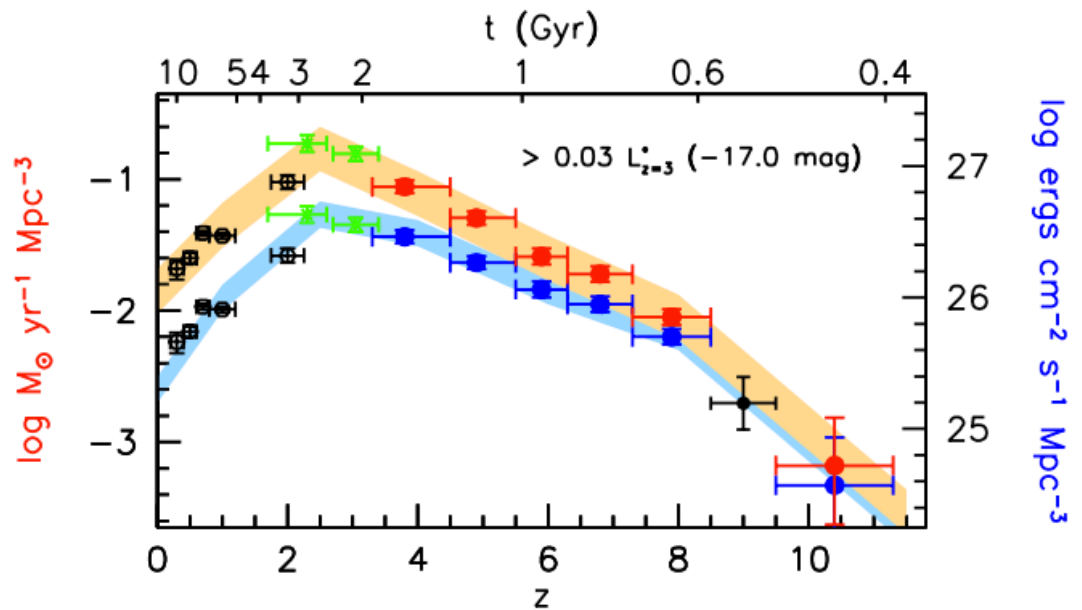 t (Gyr)
10 5 4 3 2 1 0.6 0.4
> 0.03 L*z=3 (−17.0 mag)
log M⊙ yr−1 Mpc−3
−1
−2
−3
27
26
25
log ergs cm−2 s−1 Mpc−3
0 2 4 6 8 10
z